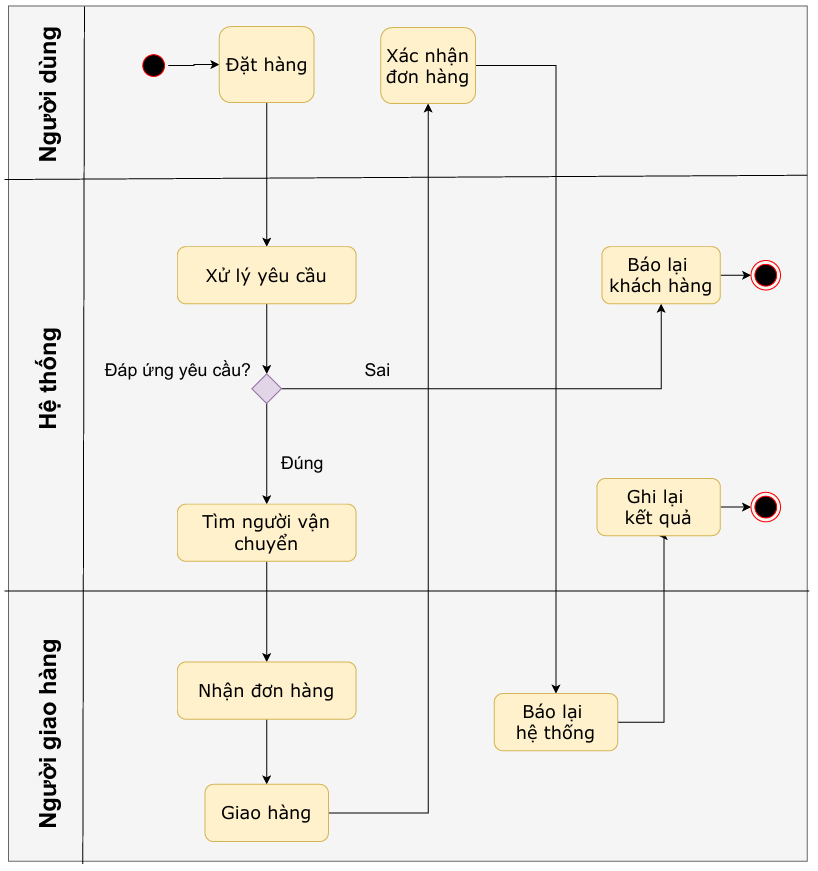 Người dùng
Đặt hàng
Xác nhận
đơn hàng
Hệ thống
Xử lý yêu cầu
Báo lại
khách hàng
Đáp ứng yêu cầu?
Sai
Đúng
Tìm người vận
chuyển
Ghi lại
kết quả
Người giao hàng
Nhận đơn hàng
Báo lại
hệ thống
Giao hàng